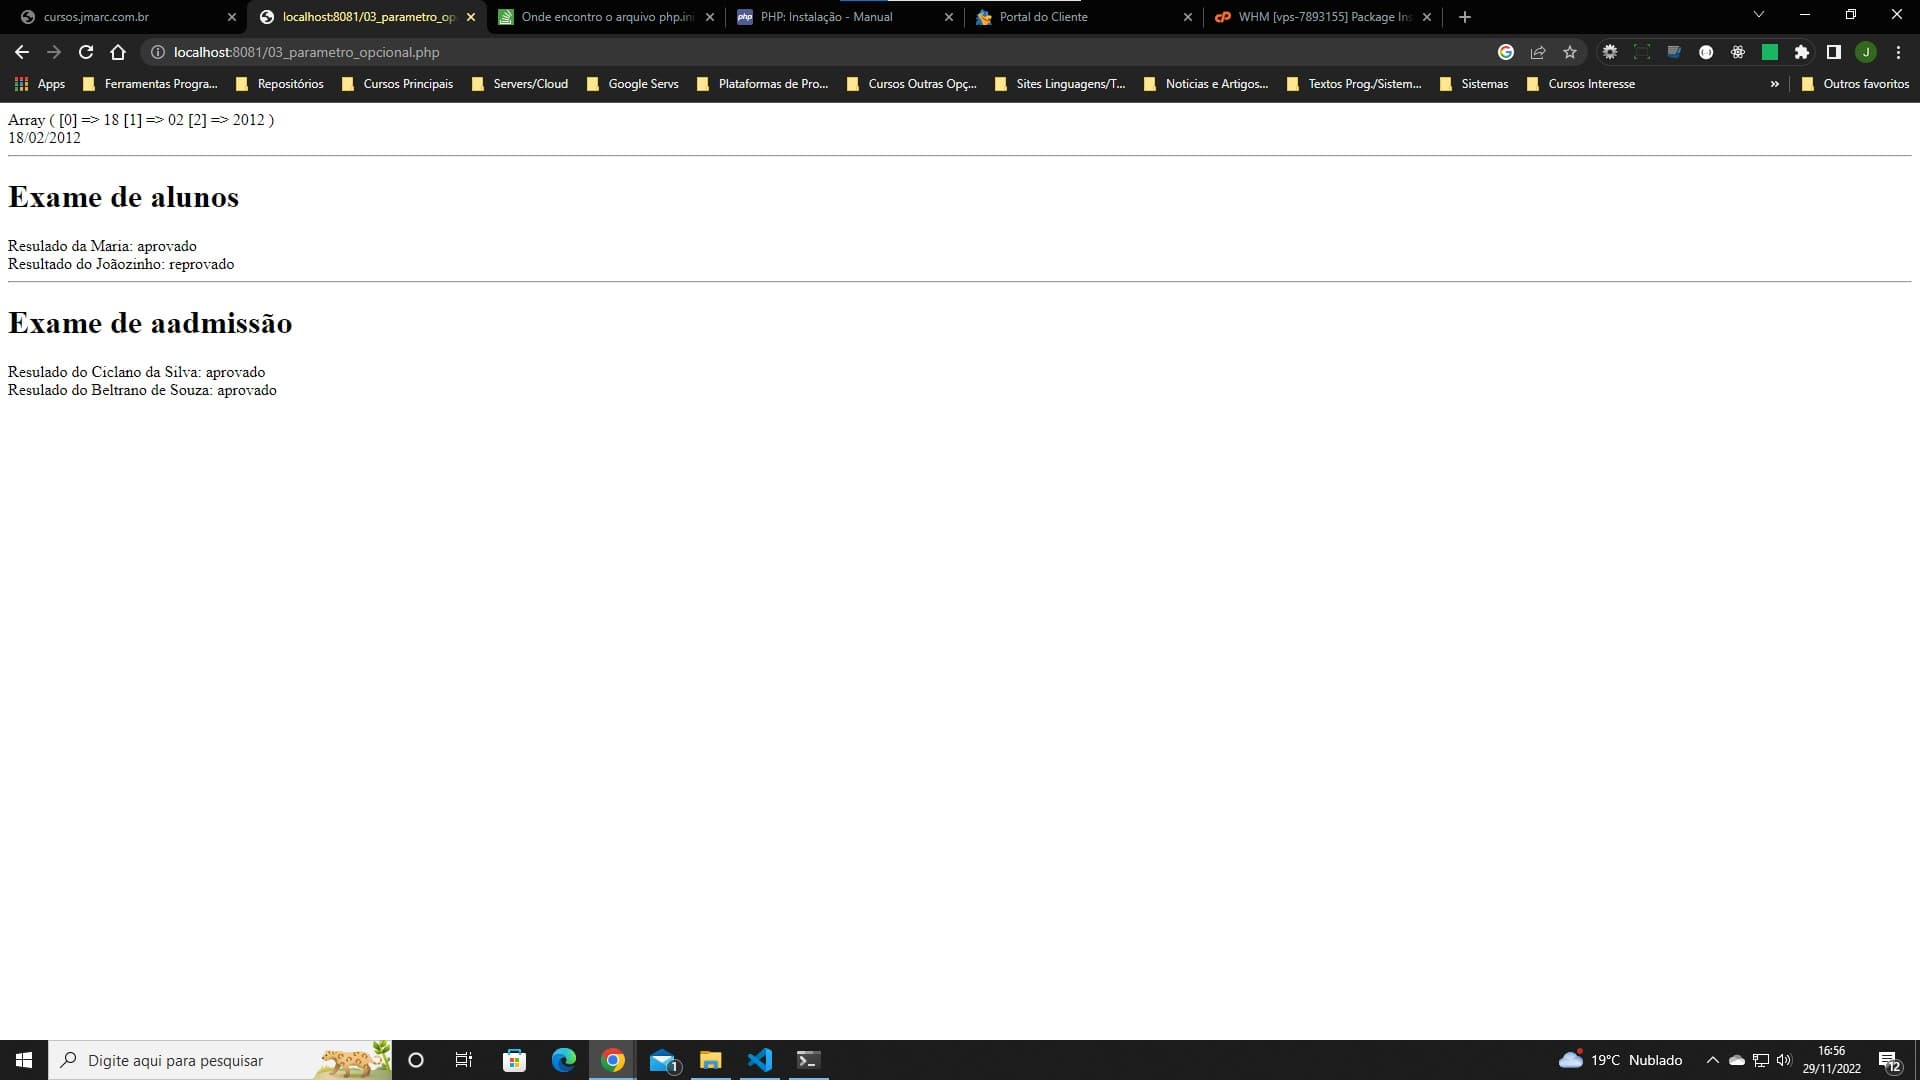 cursos.jmarc.com.br
localhost:8081/03_parametro_op
Onde encontro o arquivo php.ini
php PHP: Instalação - Manual
Portal do Cliente
cP WHM [vps-7893155] Package Ins
localhost:8081/03_parametro_opcional.php
J
Apps
Ferramentas Progra...
Repositórios
Cursos Principais
Servers/Cloud
Google Servs
Plataformas de Pro...
Cursos Outras Opç...
Sites Linguagens/T...
Noticias e Artigos...
Textos Prog./Sistem...
Sistemas
Cursos Interesse
»
Outros favoritos
Array ( [0] => 18 [1] => 02 [2] => 2012 )
18/02/2012
Exame de alunos
Resulado da Maria: aprovado
Resultado do Joãozinho: reprovado
Exame de aadmissão
Resulado do Ciclano da Silva: aprovado
Resulado do Beltrano de Souza: aprovado
Digite aqui para pesquisar
1
19°C Nublado
16:56
29/11/2022
12